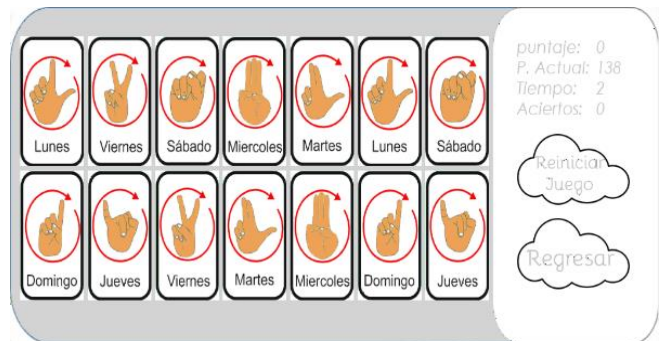 Lunes Viernes Sábado Miercoles Martes Lunes Sábado
Domingo Jueves Viernes Martes Miercoles Domingo Jueves
puntaje: 0
P. Actual: 138
Tiempo: 2
Aciertos: 0
Reiniciar
Juego
Regresar